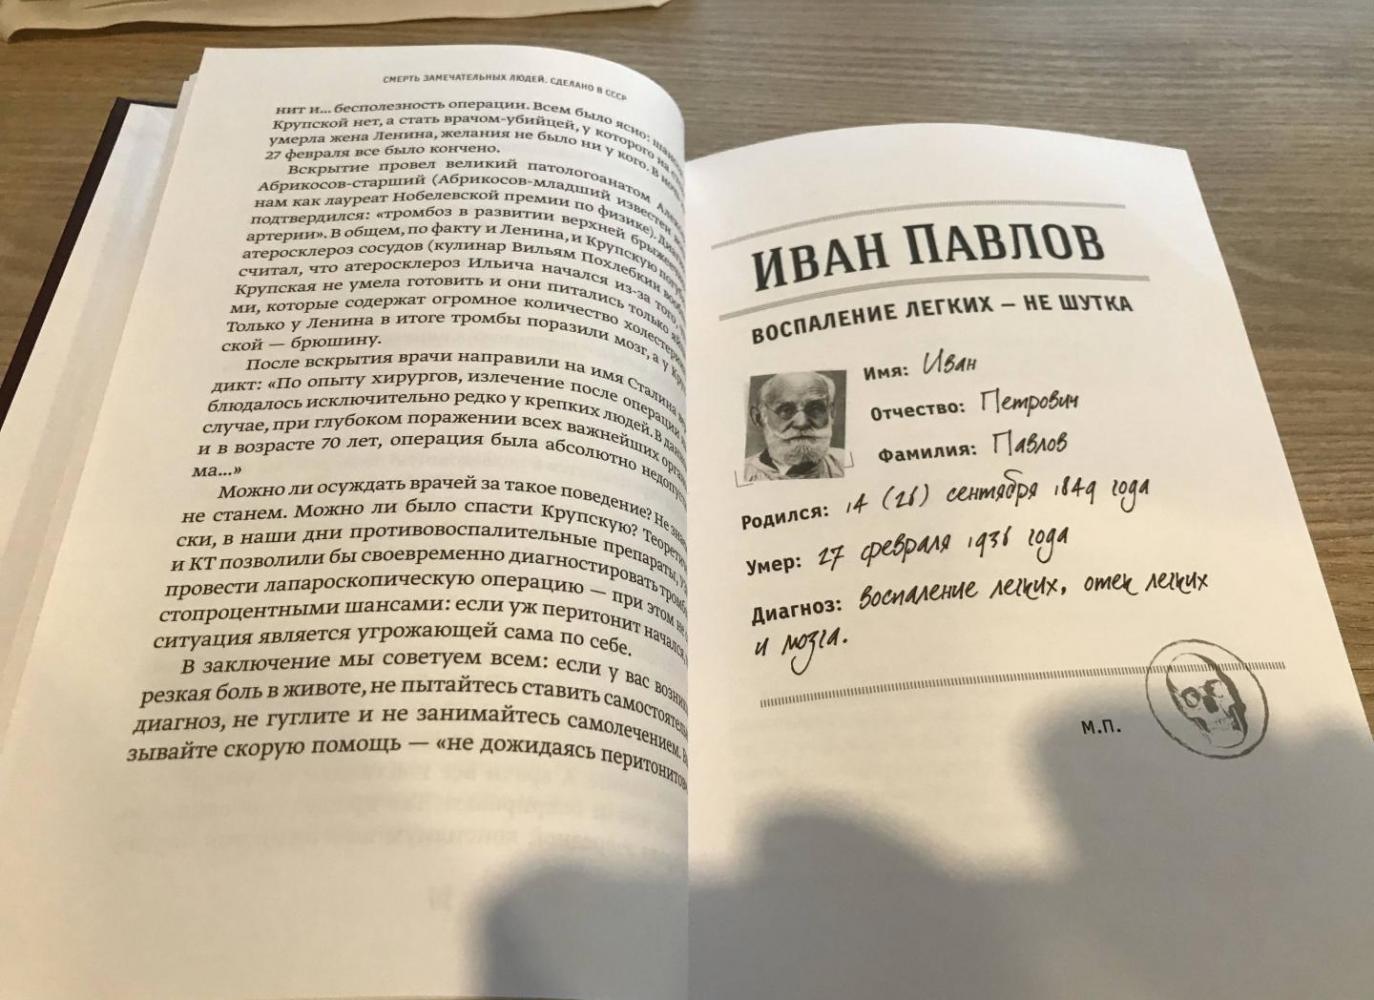 СМЕРТЬ ЗАМЕЧАТЕЛЬНЫХ ЛЮДЕЙ. СДЕЛАНО В СССР
нит и... бесполезность операции. Всем было ясно:
Крупской нет, а стать врачом-убийцей, у которого на
умерла жена Ленина, желания не было ни у кого. В
27 февраля все было кончено.
Вскрытие провел великий патологоанатом
Абрикосов-старший (Абрикосов-младший известен
нам как лауреат Нобелевской премии по физике).
подтвердился: «тромбоз в развитии верхней
артерии». В общем, по факту и Ленина, и Крупскую
атеросклероз сосудов (кулинар Вильям Похлебкин
считал, что атеросклероз Ильича начался из-за того,
Крупская не умела готовить и они питались только
ми, которые содержат огромное количество
Только у Ленина в итоге тромбы поразили мозг, а у
ской — брюшину.
После вскрытия врачи направили на имя Сталина
дикт: «По опыту хирургов, излечение после операции
блюдалось исключительно редко у крепких людей. В
случае, при глубоком поражении всех важнейших
и в возрасте 70 лет, операция была абсолютно
ма...»
Можно ли осуждать врачей за такое поведение? Не
не станем. Можно ли было спасти Крупскую?
ски, в наши дни противовоспалительные препараты,
и КТ позволили бы своевременно диагностировать
провести лапароскопическую операцию — при этом не
стопроцентными шансами: если уж перитонит начался,
ситуация является угрожающей сама по себе.
В заключение мы советуем всем: если у вас
резкая боль в животе, не пытайтесь ставить
диагноз, не гуглите и не занимайтесь самолечением.
зывайте скорую помощь — «не дожидаясь
ИВАН ПАВЛОВ
ВОСПАЛЕНИЕ ЛЕГКИХ — НЕ ШУТКА
Имя: Иван
Отчество: Петрович
Фамилия: Павлов
Родился: 14 (26) сентября 1849 года
Умер: 27 февраля 1936 года
Диагноз: воспаление легких, отек легких
и мозга.
М.П.